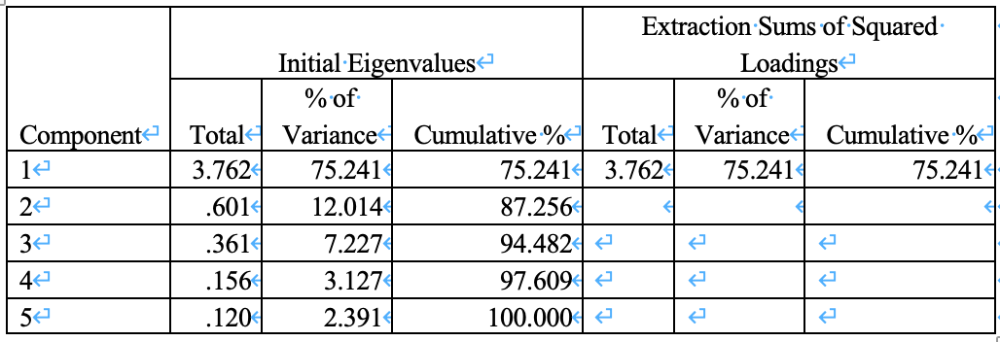 Extraction Sums of Squared
Initial Eigenvalues Loadings
% of % of
Component Total Variance Cumulative % Total Variance Cumulative %
1 3.762 75.241 75.241 3.762 75.241 75.241
2 .601 12.014 87.256
3 .361 7.227 94.482
4 .156 3.127 97.609
5 .120 2.391 100.000